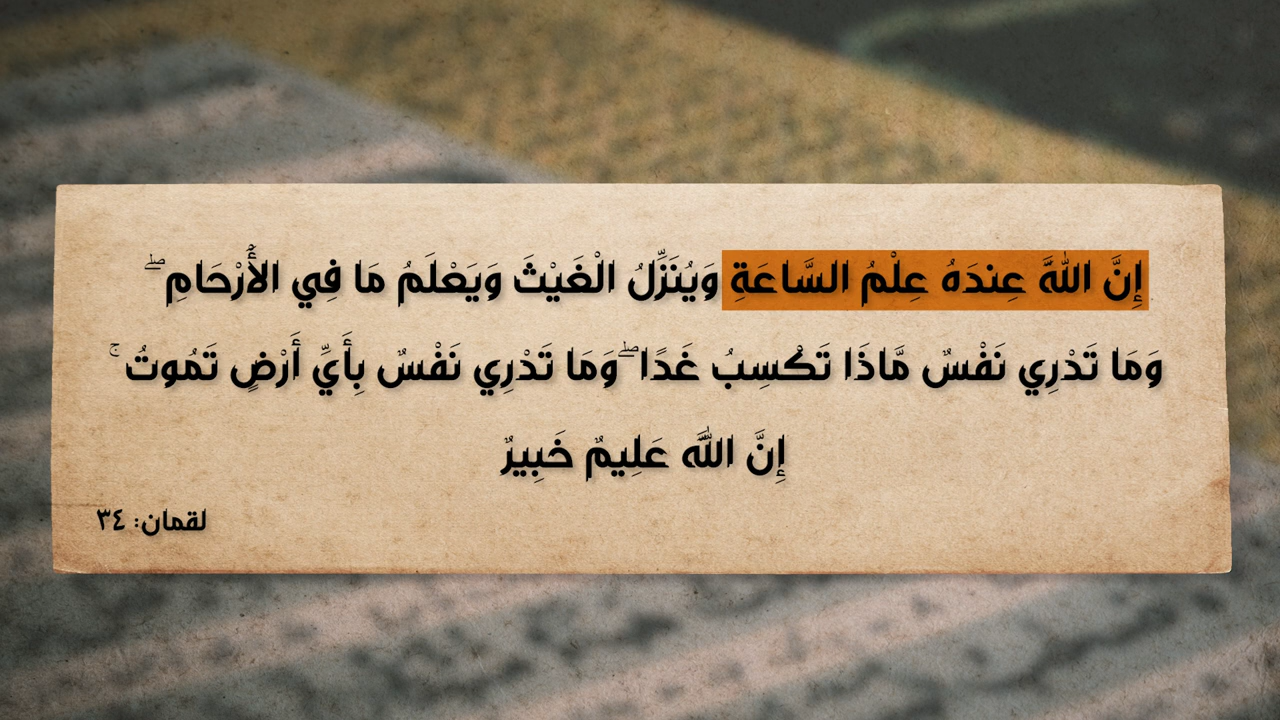 إِنَّ اللَّهَ عِندَهُ عِلْمُ السَّاعَةِ وَيُنَزِّلُ الْغَيْثَ وَيَعْلَمُ مَا فِي الْأَرْحَامِ ۖ
وَمَا تَدْرِي نَفْسٌ مَّاذَا تَكْسِبُ غَدًا ۖ وَمَا تَدْرِي نَفْسٌ بِأَيِّ أَرْضٍ تَمُوتُ ۚ
إِنَّ اللَّهَ عَلِيمٌ خَبِيرٌ
لقمان: ٣٤